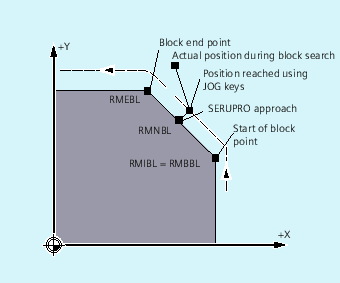 +Y
Block end point
Actual position during block search
Position reached using
JOG keys
RMEBL
SERUPRO approach
RMNBL
Start of block
point
RMIBL = RMBBL
+X